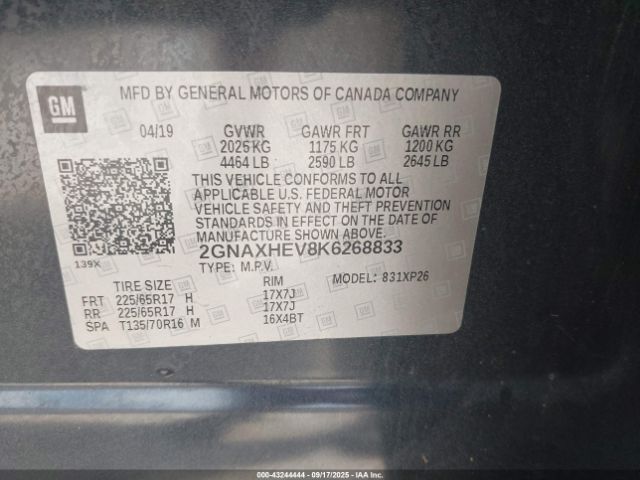 GM
MFD BY GENERAL MOTORS OF CANADA COMPANY
04/19 GVWR GAWR FRT GAWR RR
2025 KG 1175 KG 1200 KG
4464 LB 2590 LB 2645 LB
THIS VEHICLE CONFORMS TO ALL
APPLICABLE U.S. FEDERAL MOTOR
VEHICLE SAFETY AND THEFT PREVENTION
STANDARDS IN EFFECT ON THE DATE OF
MANUFACTURE SHOWN ABOVE.
139X 2GNAXHEV8K6268833
TYPE: M.P.V. MODEL: 831XP26
TIRE SIZE RIM
FRT 225/65R17 H 17X7J
RR 225/65R17 H 17X7J
SPA T135/70R16 M 16X4BT
000-43244444 - 09/17/2025 - IAA Inc.